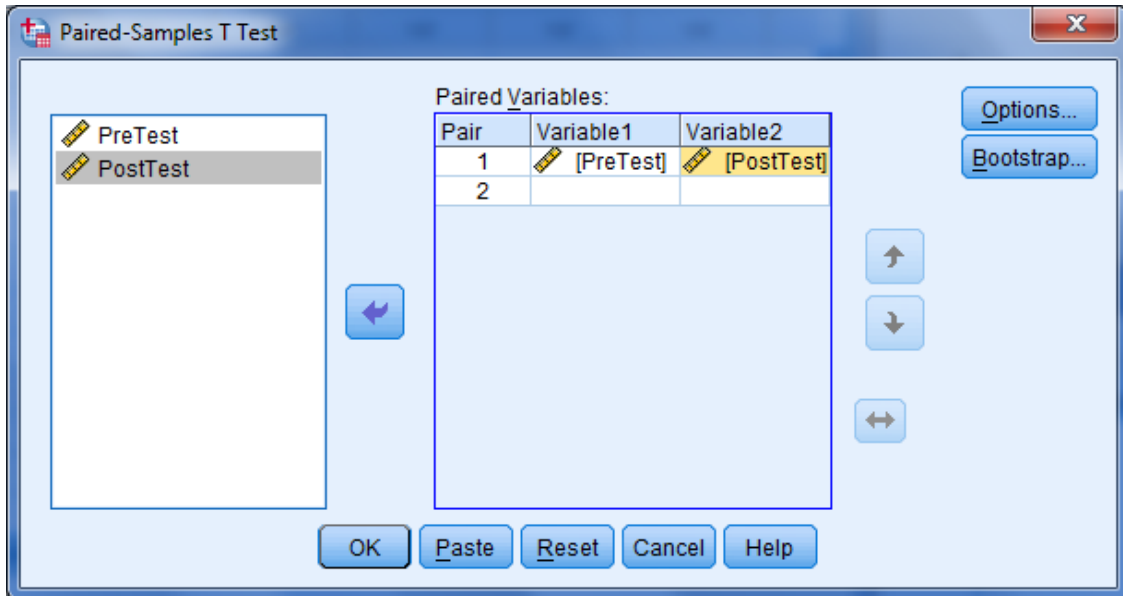 Paired-Samples T Test
PreTest
PostTest
Paired Variables:
Pair Variable1 Variable2
1 [PreTest] [PostTest]
2
Options...
Bootstrap...
OK Paste Reset Cancel Help